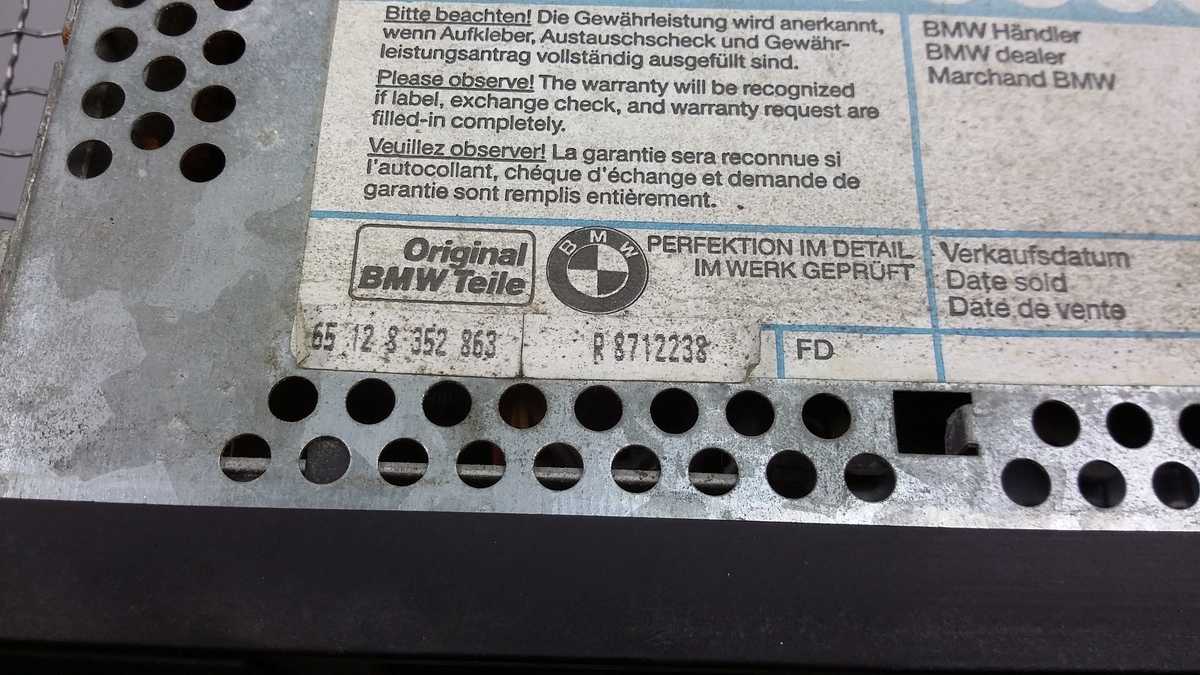 Bitte beachten! Die Gewährleistung wird anerkannt,
wenn Aufkleber, Austauschscheck und Gewähr-
leistungsantrag vollständig ausgefüllt sind.
Please observe! The warranty will be recognized
if label, exchange check, and warranty request are
filled-in completely.
Veuillez observer! La garantie sera reconnue si
l'autocollant, chéque d'échange et demande de
garantie sont remplis entièrement.
BMW Händler
BMW dealer
Marchand BMW
Original
BMW Teile
BMW
PERFEKTION IM DETAIL
IM WERK GEPRÜFT
Verkaufsdatum
Date sold
Date de vente
65 12 8 352 863
R 8712238
FD